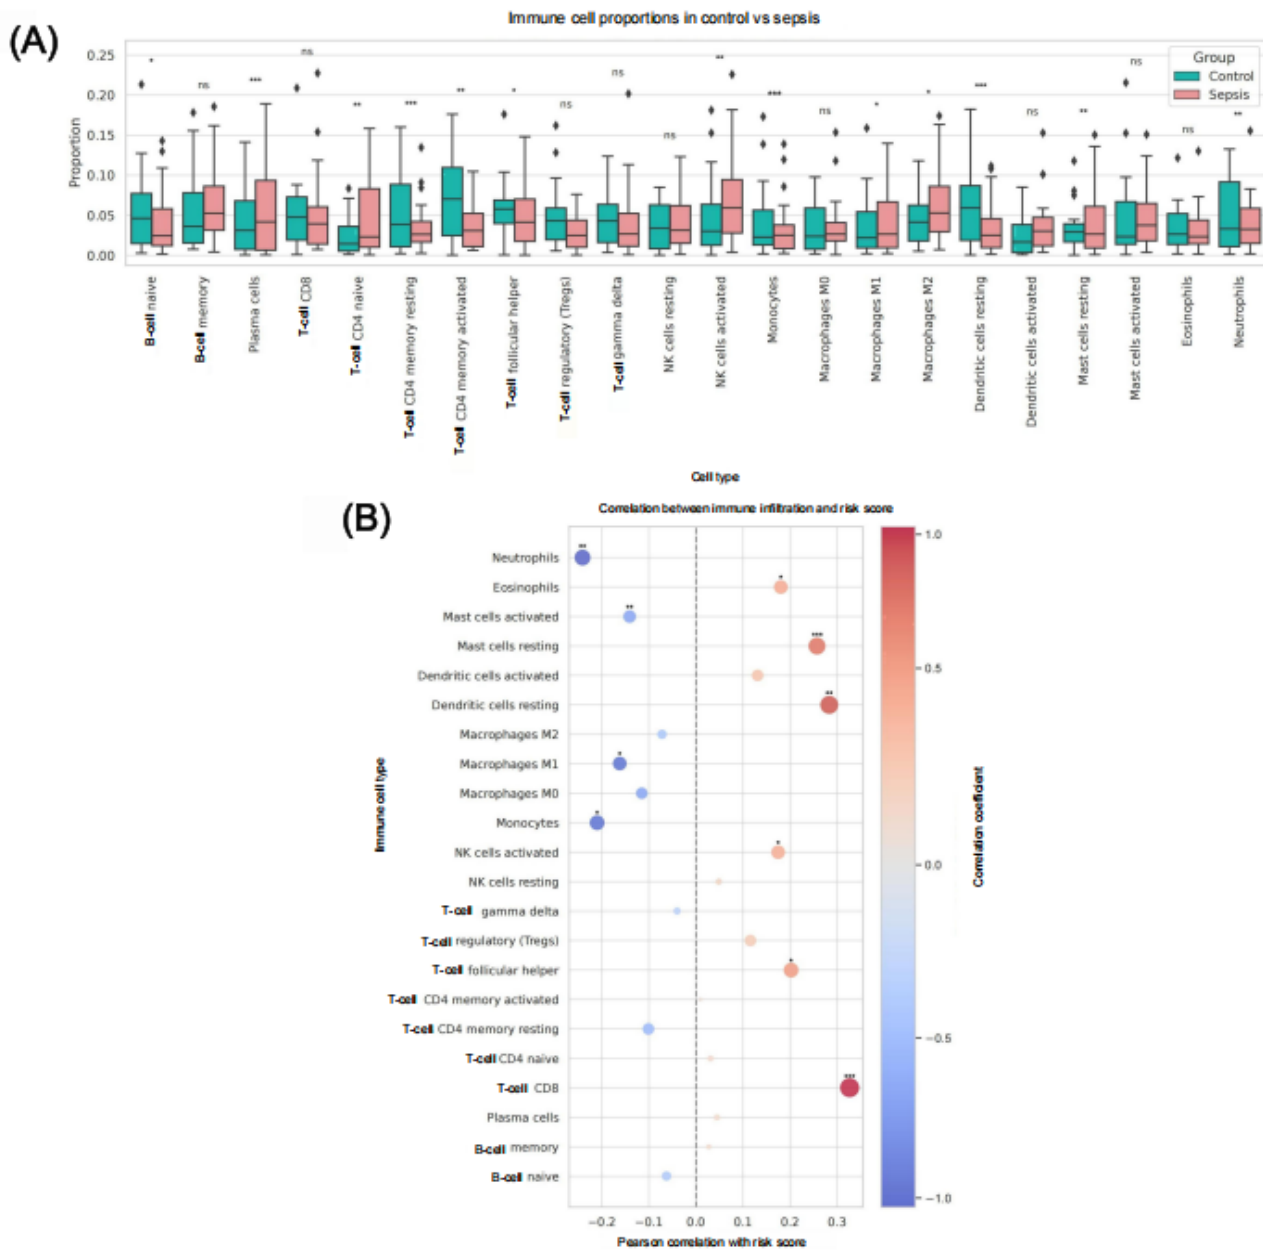 (A)
Immune cell proportions in control vs sepsis
Proportion
0.25
0.20
0.15
0.10
0.05
0.00
* ns *** ns ** *** ** * ns ns ns ** *** ns * * *** ns ** ns ns **
Group
Control
Sepsis
B-cell naive
B-cell memory
Plasma cells
T-cell CD8
T-cell CD4 naive
T-cell CD4 memory resting
T-cell CD4 memory activated
T-cell follicular helper
T-cell regulatory (Tregs)
T-cell gamma delta
NK cells resting
NK cells activated
Monocytes
Macrophages M0
Macrophages M1
Macrophages M2
Dendritic cells resting
Dendritic cells activated
Mast cells resting
Mast cells activated
Eosinophils
Neutrophils
Cell type
(B)
Correlation between immune infiltration and risk score
Immune cell type
Neutrophils **
Eosinophils *
Mast cells activated **
Mast cells resting ***
Dendritic cells activated
Dendritic cells resting **
Macrophages M2
Macrophages M1 *
Macrophages M0
Monocytes *
NK cells activated *
NK cells resting
T-cell gamma delta
T-cell regulatory (Tregs)
T-cell follicular helper *
T-cell CD4 memory activated
T-cell CD4 memory resting
T-cell CD4 naive
T-cell CD8 ***
Plasma cells
B-cell memory
B-cell naive
−0.2 −0.1 0.0 0.1 0.2 0.3
Pearson correlation with risk score
1.0
0.5
0.0
−0.5
−1.0
Correlation coefficient